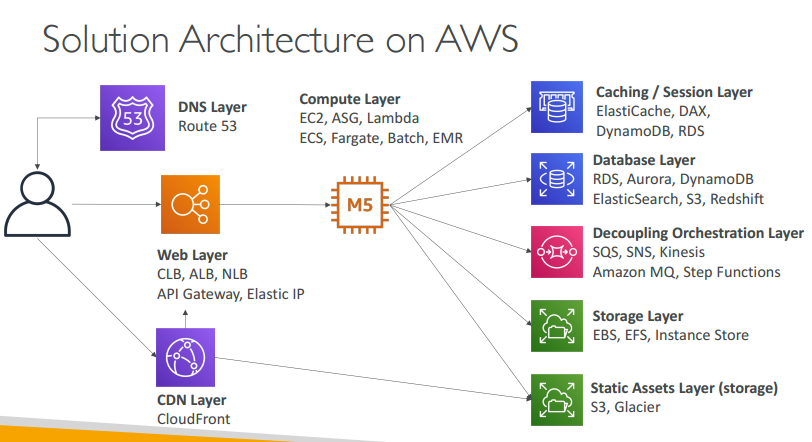 Solution Architecture on AWS
53
DNS Layer
Route 53
Compute Layer
EC2, ASG, Lambda
ECS, Fargate, Batch, EMR
Caching / Session Layer
ElastiCache, DAX,
DynamoDB, RDS
M5
Database Layer
RDS, Aurora, DynamoDB
ElasticSearch, S3, Redshift
Web Layer
CLB, ALB, NLB
API Gateway, Elastic IP
Decoupling Orchestration Layer
SQS, SNS, Kinesis
Amazon MQ, Step Functions
Storage Layer
EBS, EFS, Instance Store
CDN Layer
CloudFront
Static Assets Layer (storage)
S3, Glacier